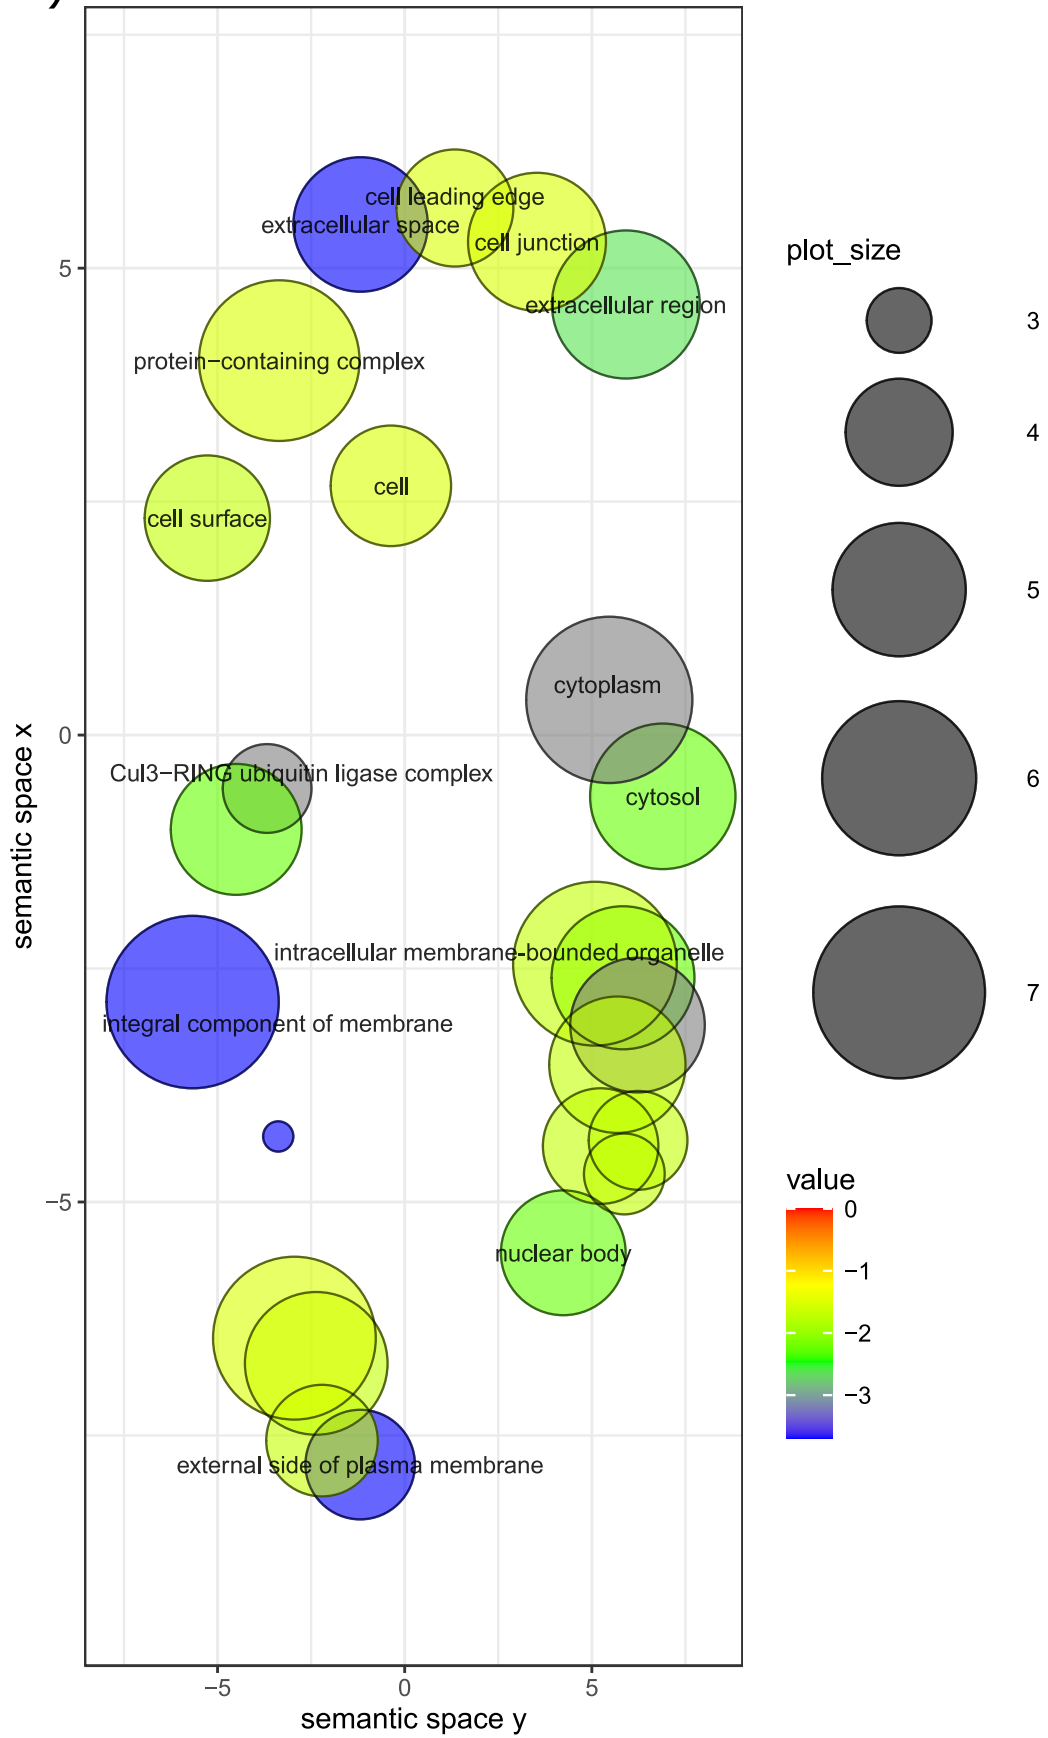 )
cell leading edge
extracellular space
cell junction
extracellular region
protein−containing complex
cell
cell surface
cytoplasm
Cul3−RING ubiquitin ligase complex
cytosol
intracellular membrane−bounded organelle
integral component of membrane
nuclear body
external side of plasma membrane
5
0
−5
semantic space x
−5
0
5
semantic space y
plot_size
3
4
5
6
7
value
0
−1
−2
−3